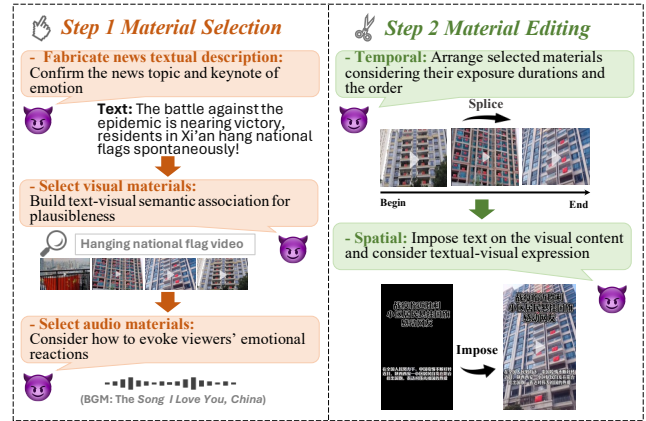 Step 1 Material Selection
- Fabricate news textual description:
Confirm the news topic and keynote of
emotion
Text: The battle against the
epidemic is nearing victory,
residents in Xi'an hang national
flags spontaneously!
- Select visual materials:
Build text-visual semantic association for
plausibleness
Hanging national flag video
- Select audio materials:
Consider how to evoke viewers' emotional
reactions
(BGM: The Song I Love You, China)
Step 2 Material Editing
- Temporal: Arrange selected materials
considering their exposure durations and
the order
Splice
Begin
End
- Spatial: Impose text on the visual content
and consider textual-visual expression
Impose